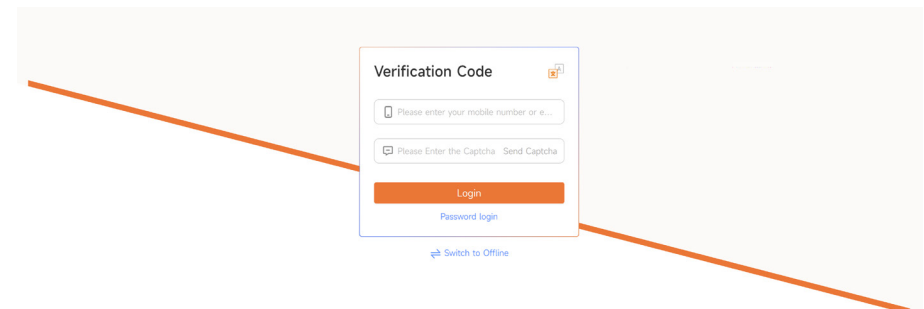 Verification Code
Please enter your mobile number or e...
Please Enter the Captcha Send Captcha
Login
Password login
Switch to Offline